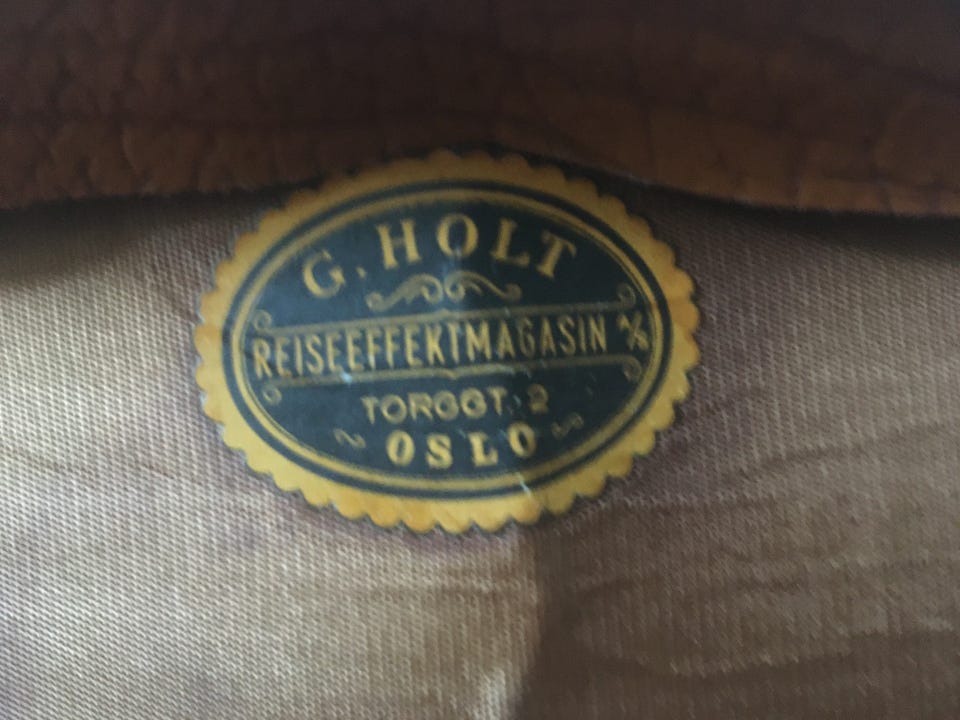 G. HOLT
REISEEFFEKTMAGASIN A/S
TORGGT. 2
OSLO